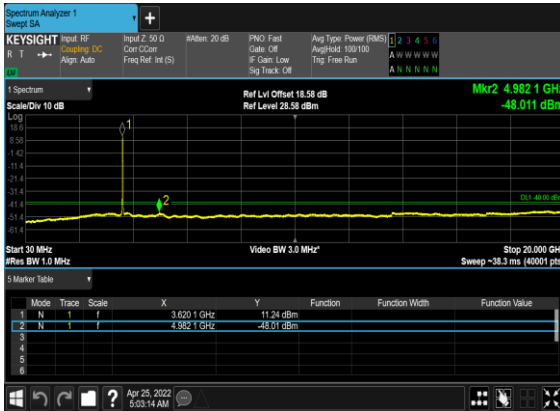 Spectrum Analyzer 1
Swept SA
+
KEYSIGHT Input: RF Input Z: 50 Ω #Atten: 20 dB PNO: Fast Avg Type: Power (RMS) 1 2 3 4 5 6
R T Coupling: DC Corr CCorr Gate: Off Avg|Hold: 100/100 A W W W W W
Align: Auto Freq Ref: Int (S) IF Gain: Low Trig: Free Run
Sig Track: Off A N N N N N
1 Spectrum Ref Lvl Offset 18.58 dB Mkr2 4.982 1 GHz
Scale/Div 10 dB Ref Level 28.58 dBm -48.011 dBm
Log
18.6
8.58
-1.42
-11.4
-21.4
-31.4
-41.4
-51.4
-61.4
1
2
DL1 -40.00 dBm
Start 30 MHz Video BW 3.0 MHz* Stop 20.000 GHz
#Res BW 1.0 MHz Sweep ~38.3 ms (40001 pts)
5 Marker Table
Mode Trace Scale X Y Function Function Width Function Value
1 N 1 f 3.620 1 GHz 11.24 dBm
2 N 1 f 4.982 1 GHz -48.01 dBm
3
4
5
6
? Apr 25, 2022
5:03:14 AM